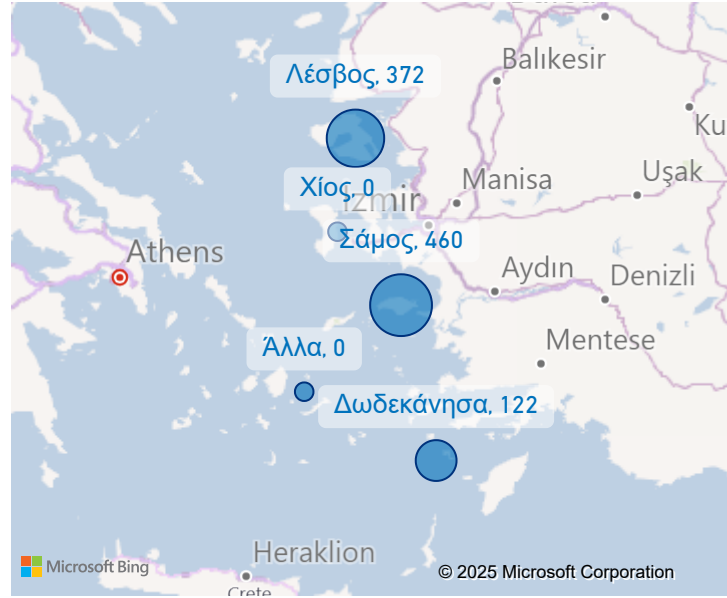 Balıkesir
Λέσβος, 372
Ku
Uşak
Manisa
Χίος, 0
Izmir
Σάμος, 460
Athens
Aydın
Denizli
Mentese
Άλλα, 0
Δωδεκάνησα, 122
Heraklion
Microsoft Bing
© 2025 Microsoft Corporation
Crete